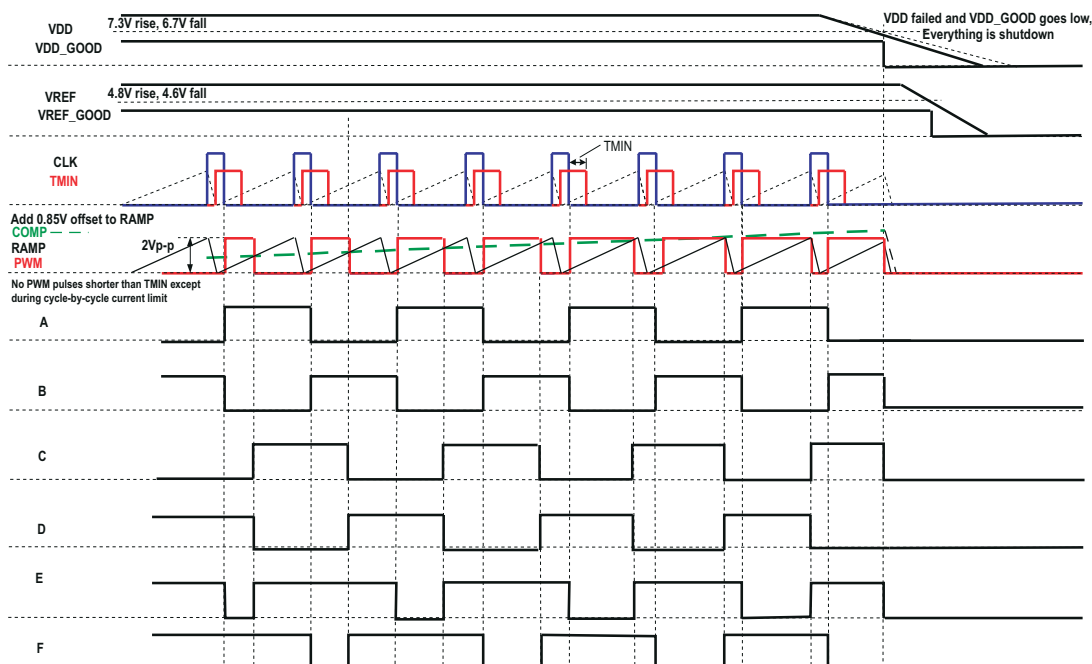 7.3V rise, 6.7V fall
VDD
VDD_GOOD
VDD failed and VDD_GOOD goes low,
Everything is shutdown
4.8V rise, 4.6V fall
VREF
VREF_GOOD
TMIN
CLK
TMIN
Add 0.85V offset to RAMP
COMP
RAMP
2Vp-p
PWM
No PWM pulses shorter than TMIN except
during cycle-by-cycle current limit
A
B
C
D
E
F